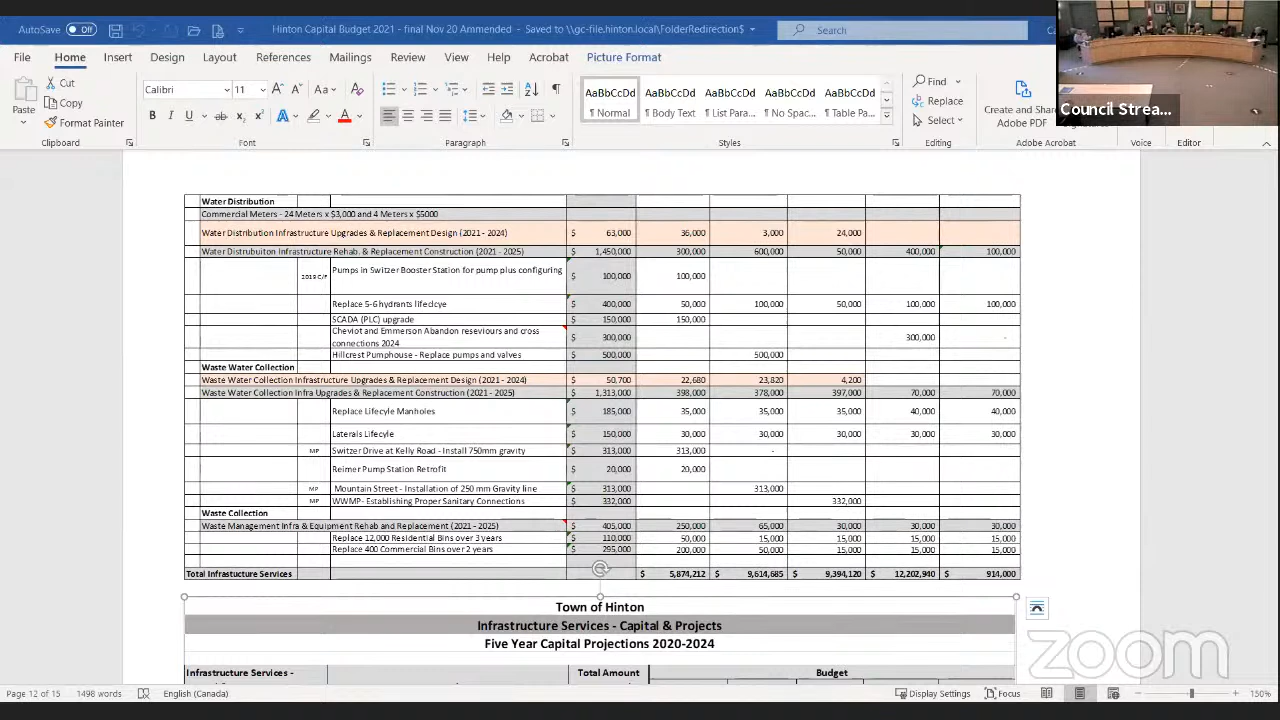 AutoSave Off Hinton Capital Budget 2021 - final Nov 20 Ammended - Saved to \\gc-file.hinton.local\FolderRedirection$ Search
File Home Insert Design Layout References Mailings Review View Help Acrobat Picture Format
Paste Cut Copy Format Painter Calibri 11 AaBbCcDd AaBbCcDd AaBbCcDd AaBbCcDd AaBbCcDd Find Replace Select Create and Share Adobe PDF
¶ Normal ¶ Body Text ¶ List Para... ¶ No Spac... ¶ Table Pa...
Clipboard Font Paragraph Styles Editing Adobe Acrobat Voice Editor
Council Strea...
Water Distribution
Commercial Meters - 24 Meters x $3,000 and 4 Meters x $5000
Water Distribution Infrastructure Upgrades & Replacement Design (2021 - 2024) $ 63,000 36,000 3,000 24,000
Water Distrubuiton Infrastructure Rehab. & Replacement Construction (2021 - 2025) $ 1,450,000 300,000 600,000 50,000 400,000 100,000
2019 C/F Pumps in Switzer Booster Station for pump plus configuring $ 100,000 100,000
Replace 5-6 hydrants lifeclcye $ 400,000 50,000 100,000 50,000 100,000 100,000
SCADA (PLC) upgrade $ 150,000 150,000
Cheviot and Emmerson Abandon reseviours and cross
connections 2024 $ 300,000 300,000 -
Hillcrest Pumphouse - Replace pumps and valves $ 500,000 500,000
Waste Water Collection
Waste Water Collection Infrastructure Upgrades & Replacement Design (2021 - 2024) $ 50,700 22,680 23,820 4,200
Waste Water Collection Infra Upgrades & Replacement Construction (2021 - 2025) $ 1,313,000 398,000 378,000 397,000 70,000 70,000
Replace Lifecyle Manholes $ 185,000 35,000 35,000 35,000 40,000 40,000
Laterals Lifecyle $ 150,000 30,000 30,000 30,000 30,000 30,000
MP Switzer Drive at Kelly Road - Install 750mm gravity $ 313,000 313,000 -
Reimer Pump Station Retrofit $ 20,000 20,000
MP Mountain Street - Installation of 250 mm Gravity line $ 313,000 313,000
MP WWMP- Establishing Proper Sanitary Connections $ 332,000 332,000
Waste Collection
Waste Management Infra & Equipment Rehab and Replacement (2021 - 2025) $ 405,000 250,000 65,000 30,000 30,000 30,000
Replace 12,000 Residential Bins over 3 years $ 110,000 50,000 15,000 15,000 15,000 15,000
Replace 400 Commercial Bins over 2 years $ 295,000 200,000 50,000 15,000 15,000 15,000
Total Infrastucture Services $ 5,874,212 $ 9,614,685 $ 9,394,120 $ 12,202,940 $ 914,000
Town of Hinton
Infrastructure Services - Capital & Projects
Five Year Capital Projections 2020-2024
Infrastructure Services - Total Amount Budget
zoom
Page 12 of 15 1498 words English (Canada) Display Settings Focus 150%